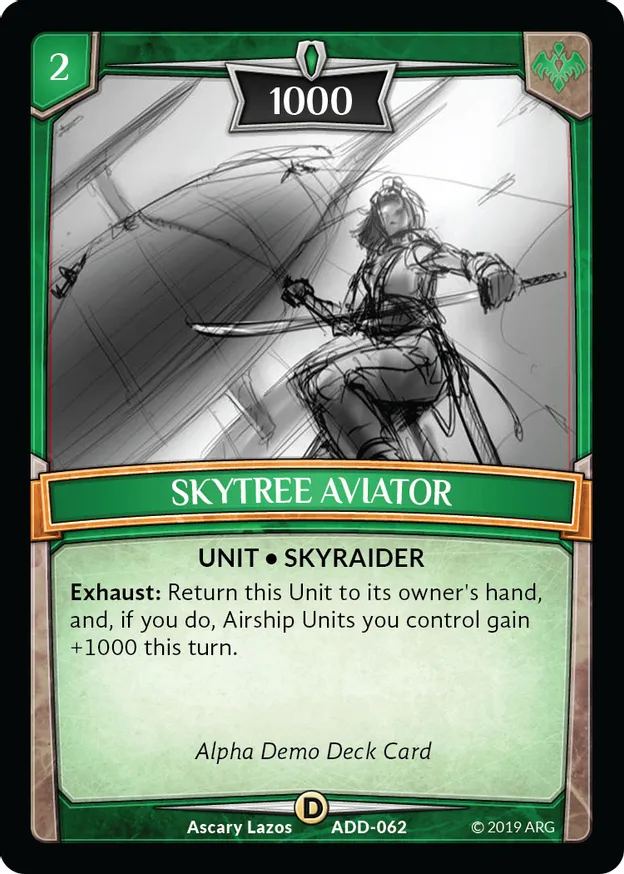 2
1000
SKYTREE AVIATOR
UNIT • SKYRAIDER
Exhaust: Return this Unit to its owner's hand,
and, if you do, Airship Units you control gain
+1000 this turn.
Alpha Demo Deck Card
D
Ascary Lazos ADD-062 © 2019 ARG